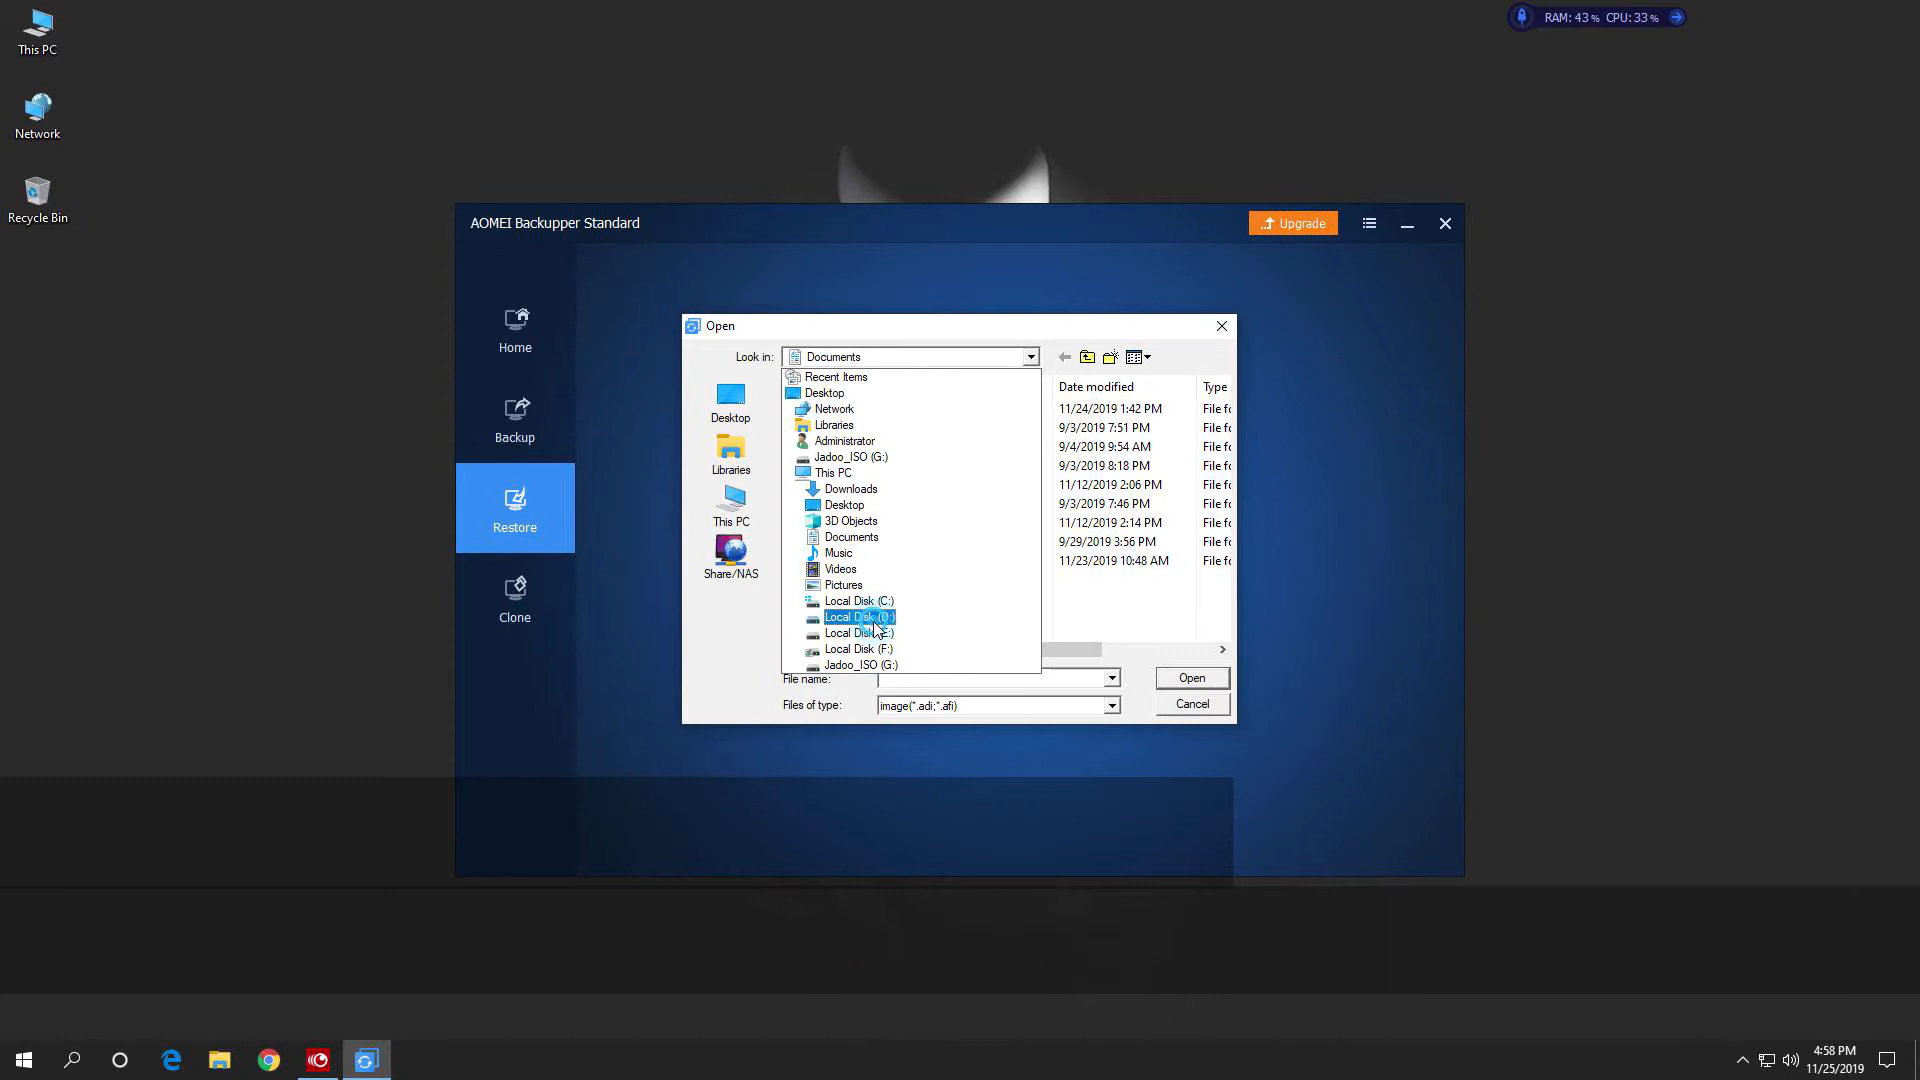 This PC
Network
Recycle Bin
RAM: 43 % CPU: 33 %
AOMEI Backupper Standard
Upgrade
Home
Backup
Restore
Clone
Open
Look in:
Documents
Desktop
Libraries
This PC
Share/NAS
Recent Items
Desktop
Network
Libraries
Administrator
Jadoo_ISO (G:)
This PC
Downloads
Desktop
3D Objects
Documents
Music
Videos
Pictures
Local Disk (C:)
Local Disk (D:)
Local Disk (E:)
Local Disk (F:)
Jadoo_ISO (G:)
Date modified Type
11/24/2019 1:42 PM File fo
9/3/2019 7:51 PM File fo
9/4/2019 9:54 AM File fo
9/3/2019 8:18 PM File fo
11/12/2019 2:06 PM File fo
9/3/2019 7:46 PM File fo
11/12/2019 2:14 PM File fo
9/29/2019 3:56 PM File fo
11/23/2019 10:48 AM File fo
File name:
Open
Files of type:
image(*.adi;*.afi)
Cancel
4:58 PM
11/25/2019